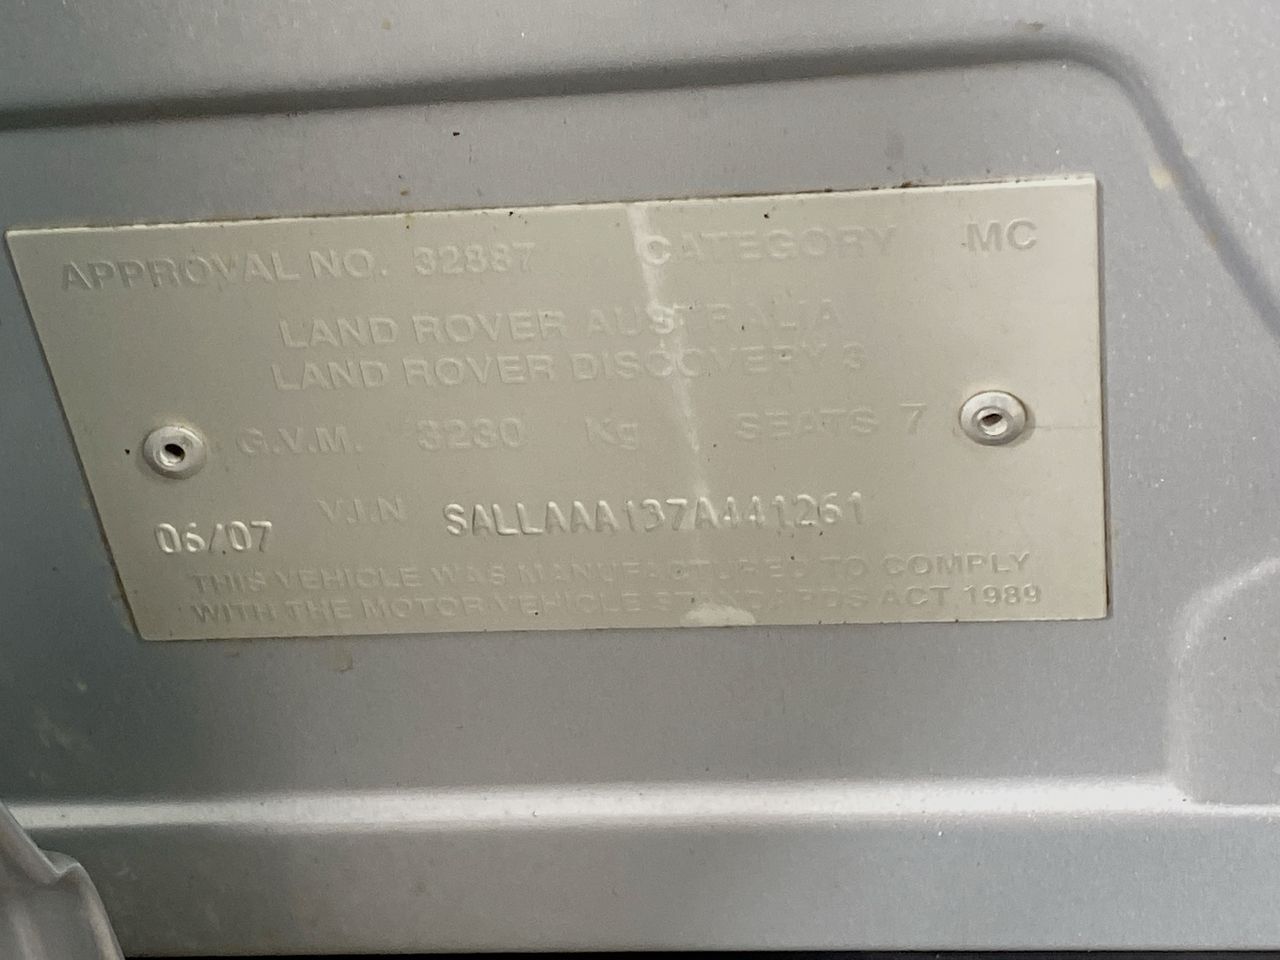 APPROVAL NO. 32887 CATEGORY MC
LAND ROVER AUSTRALIA
LAND ROVER DISCOVERY 3
G.V.M. 3230 Kg SEATS 7
06/07 V.I.N SALLAAA137A441261
THIS VEHICLE WAS MANUFACTURED TO COMPLY
WITH THE MOTOR VEHICLE STANDARDS ACT 1989